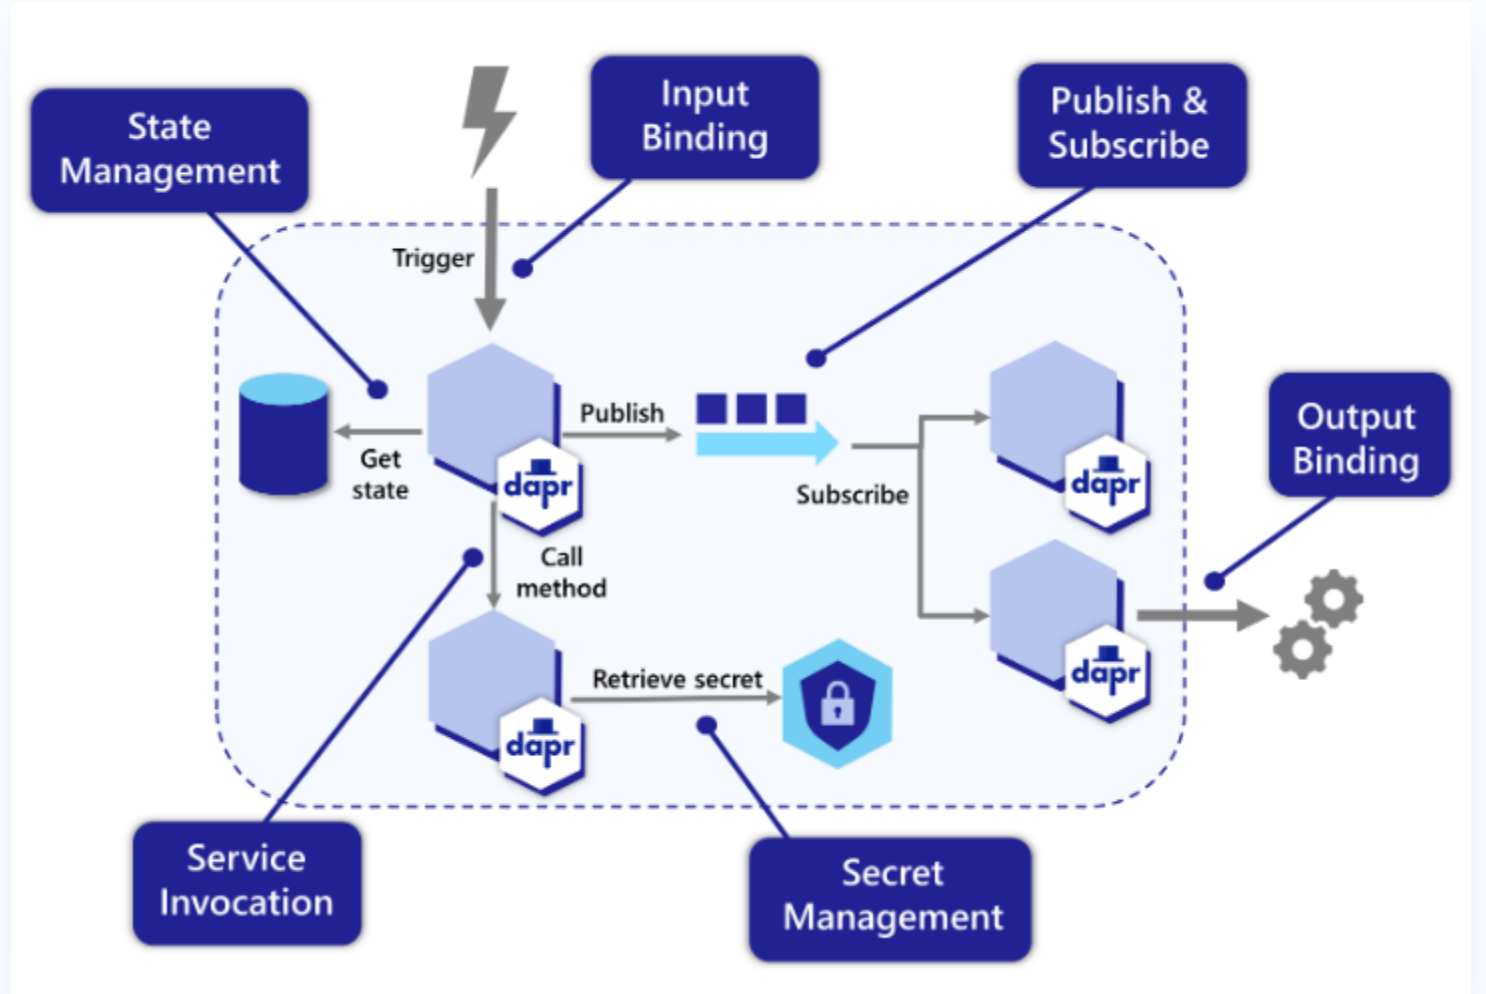 State
Management
Input
Binding
Publish &
Subscribe
Trigger
Publish
Get
state
dapr
Subscribe
dapr
Output
Binding
Call
method
Retrieve secret
dapr
dapr
Service
Invocation
Secret
Management